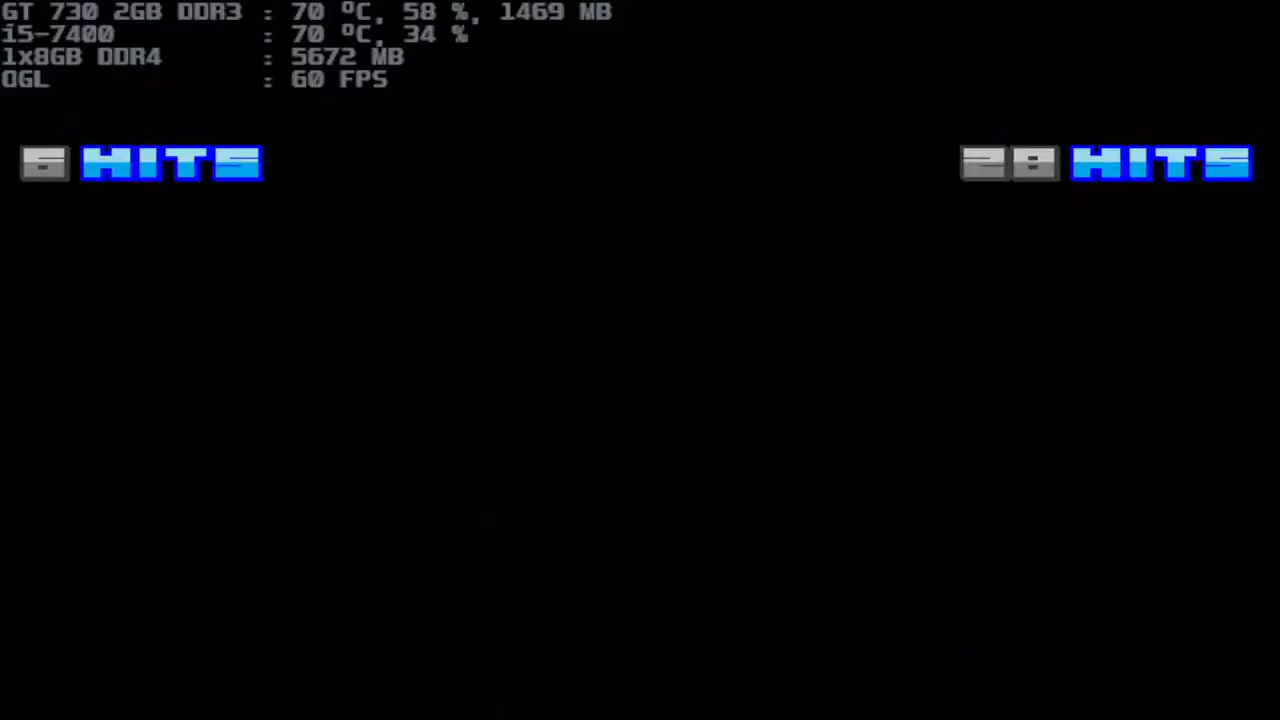 GT 730 2GB DDR3 : 70 ºC, 58 %, 1469 MB
i5-7400 : 70 ºC, 34 %
1x8GB DDR4 : 5672 MB
OGL : 60 FPS
6 HITS
28 HITS